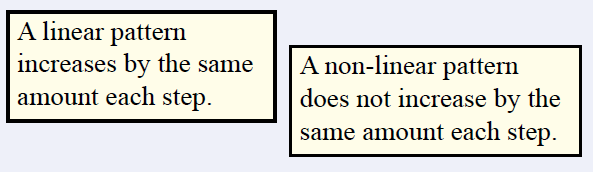 A linear pattern
increases by the same
amount each step.
A non-linear pattern
does not increase by the
same amount each step.